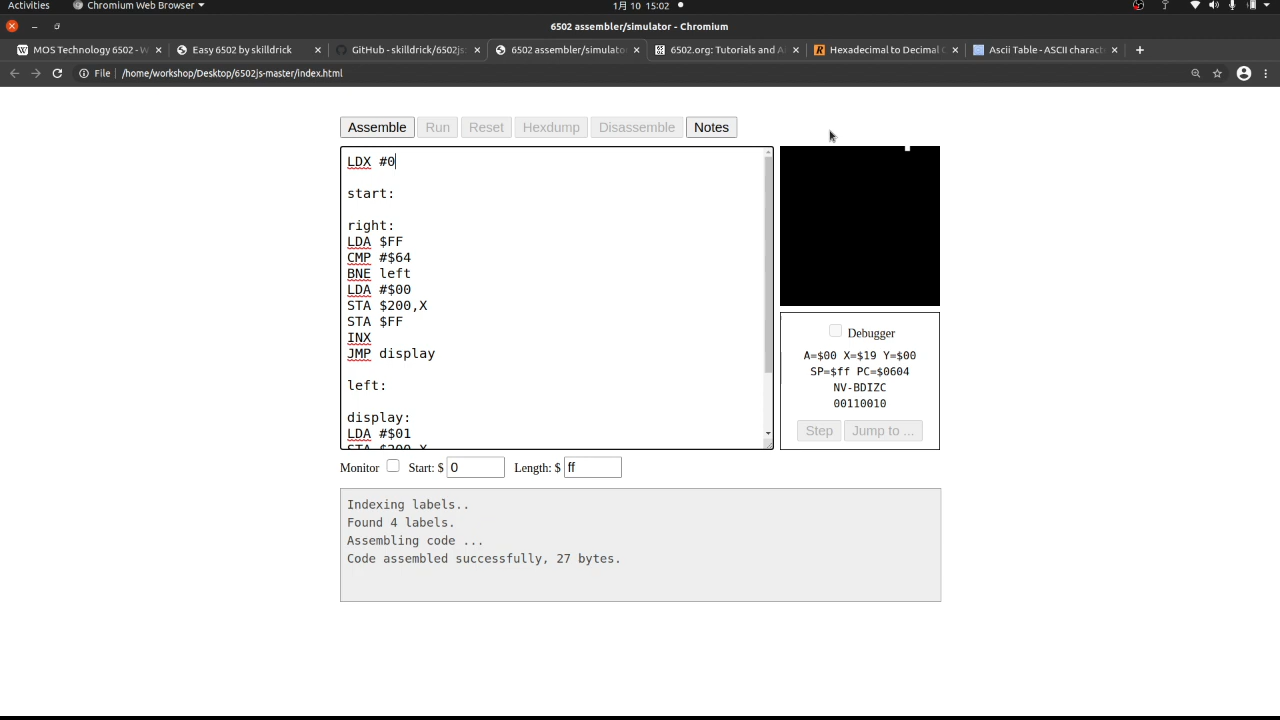 Activities
Chromium Web Browser
1月 10 15:02
6502 assembler/simulator - Chromium
MOS Technology 6502 - W
Easy 6502 by skilldrick
GitHub - skilldrick/6502js:
6502 assembler/simulator
6502.org: Tutorials and A
Hexadecimal to Decimal C
Ascii Table - ASCII charact
File
/home/workshop/Desktop/6502js-master/index.html
Assemble Run Reset Hexdump Disassemble Notes
LDX #0
start:
right:
LDA $FF
CMP #$64
BNE left
LDA #$00
STA $200,X
STA $FF
INX
JMP display
left:
display:
LDA #$01
STA $200,X
Debugger
A=$00 X=$19 Y=$00
SP=$ff PC=$0604
NV-BDIZC
00110010
Step Jump to ...
Monitor Start: $ 0 Length: $ ff
Indexing labels..
Found 4 labels.
Assembling code ...
Code assembled successfully, 27 bytes.